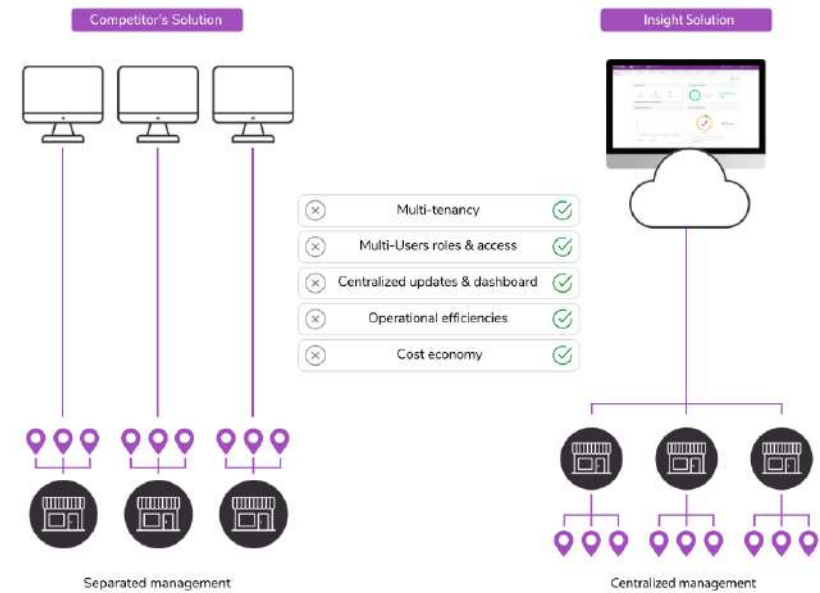 Competitor's Solution
Insight Solution
Multi-tenancy
Multi-Users roles & access
Centralized updates & dashboard
Operational efficiencies
Cost economy
Separated management
Centralized management